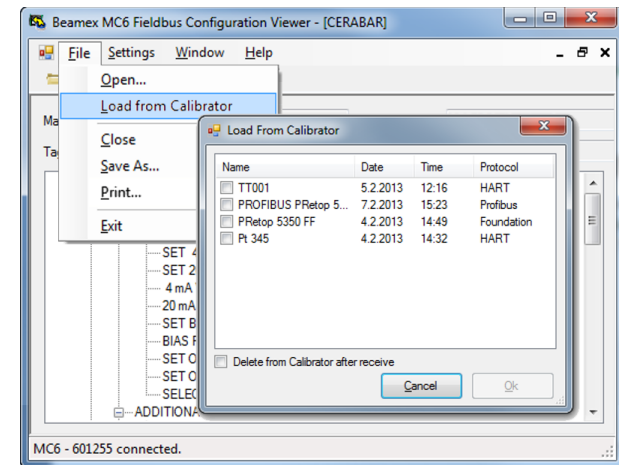 Beamex MC6 Fieldbus Configuration Viewer - [CERABAR]
File Settings Window Help
Open...
Load from Calibrator
Close
Save As...
Print...
Exit
Load From Calibrator
Name Date Time Protocol
TT001 5.2.2013 12:16 HART
PROFIBUS PRetop 5... 7.2.2013 15:23 Profibus
PRetop 5350 FF 4.2.2013 14:49 Foundation
Pt 345 4.2.2013 14:32 HART
Delete from Calibrator after receive
Cancel Ok
Ma
Tag
SET 4
SET 2
4 mA
20 mA
SET B
BIAS
SET O
SET O
SELEC
ADDITIONA
MC6 - 601255 connected.